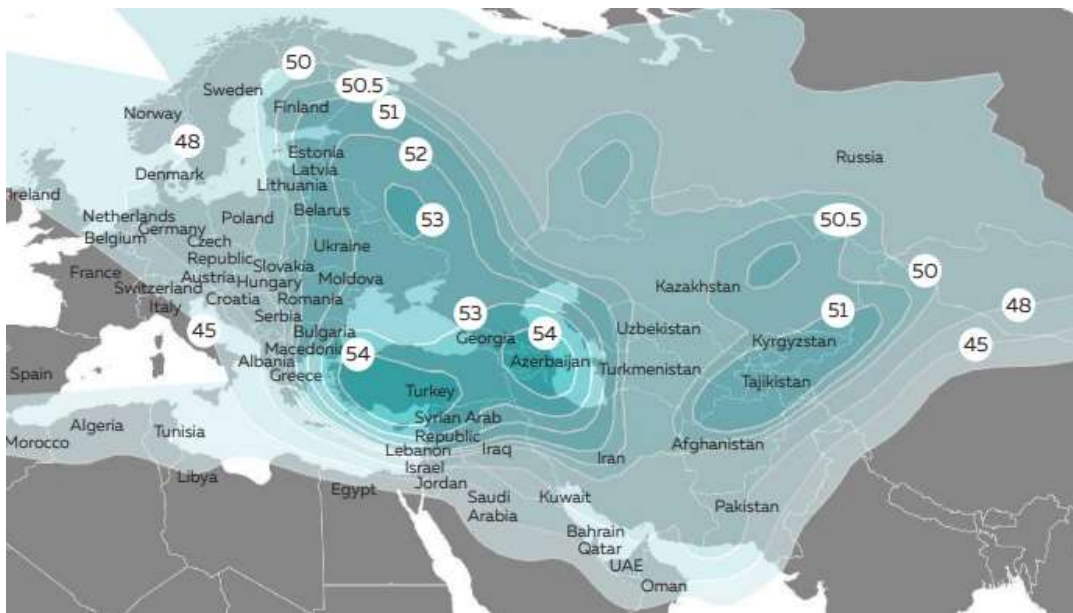 50
50.5
Sweden
Finland
51
Norway
48
52
Estonia
Denmark
Latvia
Russia
Lithuania
Ireland
Netherlands
Poland
Belarus
53
50.5
Germany
Belgium
Czech
Republic
Ukraine
France
Slovakia
Austria
Moldova
50
Switzerland
Hungary
Kazakhstan
Italy
Croatia
Romania
48
Serbia
53
51
45
Bulgaria
Georgia
54
Uzbekistan
Kyrgyzstan
45
Macedonia
54
Albania
Azerbaijan
Spain
Greece
Turkmenistan
Tajikistan
Turkey
Syrian Arab
Republic
Algeria
Tunisia
Morocco
Lebanon
Iraq
Afghanistan
Iran
Israel
Libya
Jordan
Egypt
Saudi
Arabia
Kuwait
Pakistan
Bahrain
Qatar
UAE
Oman